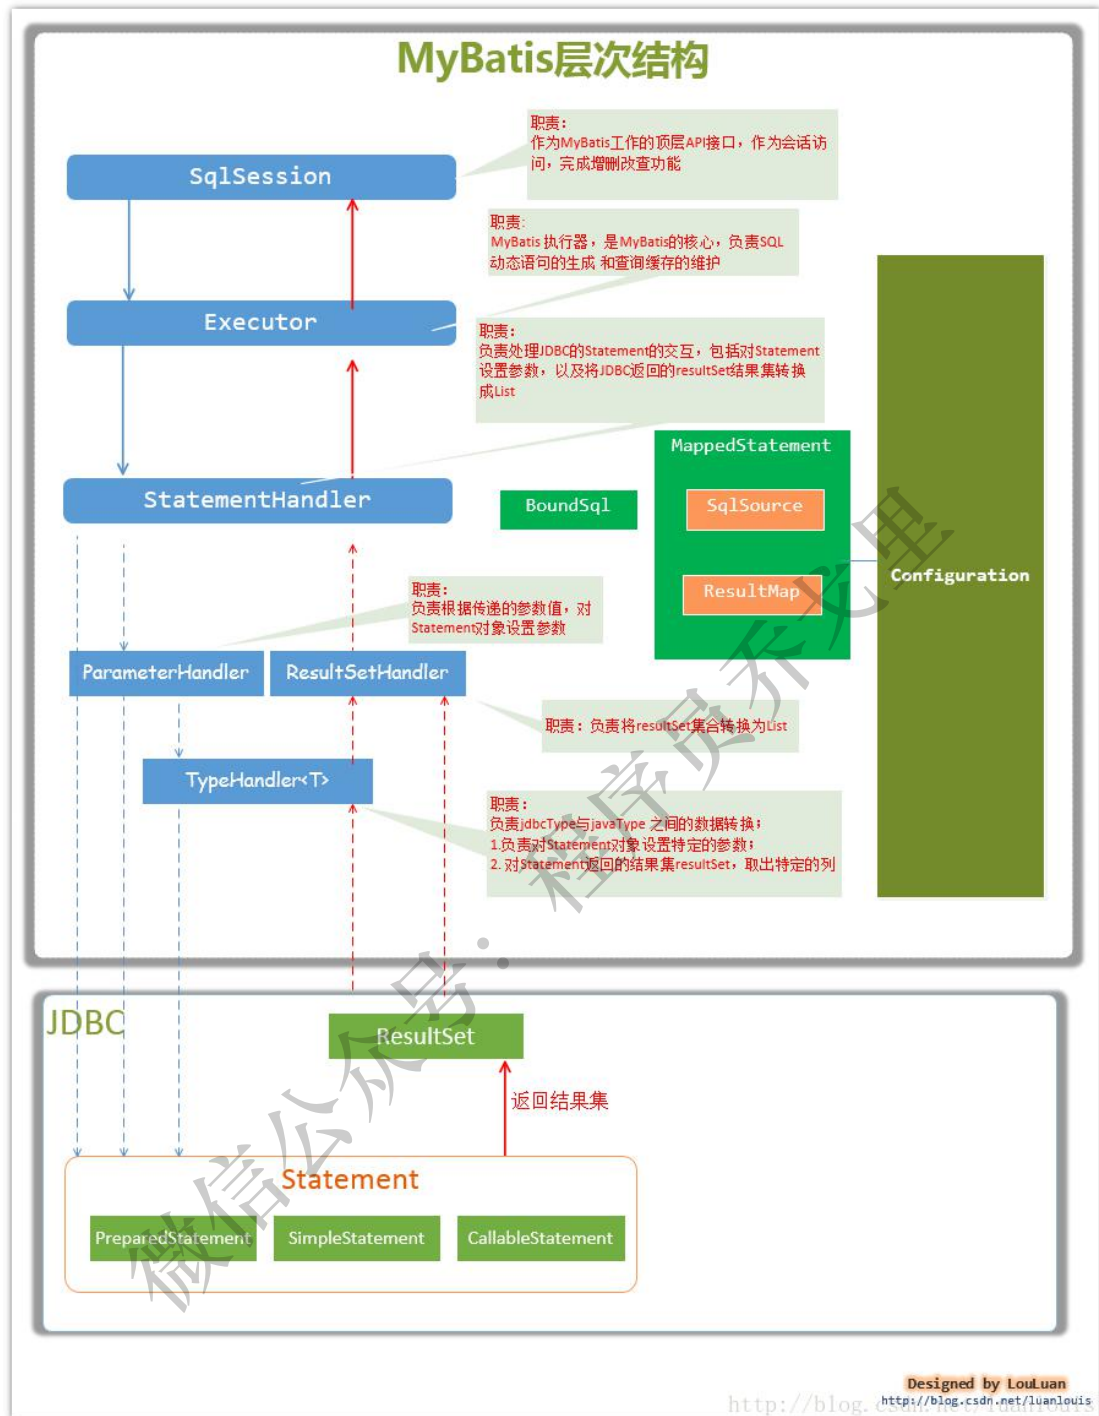 MyBatis层次结构
职责：
作为MyBatis工作的顶层API接口，作为会话访
问，完成增删改查功能
SqlSession
职责：
MyBatis 执行器，是MyBatis的核心，负责SQL
动态语句的生成 和查询缓存的维护
Executor
职责：
负责处理JDBC的Statement的交互，包括对Statement
设置参数，以及将JDBC返回的resultSet结果集转换
成List
StatementHandler
BoundSql
MappedStatement
SqlSource
ResultMap
Configuration
职责：
负责根据传递的参数值，对
Statement对象设置参数
ParameterHandler
ResultSetHandler
职责：负责将resultSet集合转换为List
TypeHandler<T>
职责：
负责jdbcType与javaType 之间的数据转换；
1.负责对Statement对象设置特定的参数；
2. 对Statement返回的结果集resultSet，取出特定的列
JDBC
ResultSet
返回结果集
Statement
PreparedStatement
SimpleStatement
CallableStatement
微信公众号：程序员乔戈里
Designed by LouLuan
http://blog.csdn.net/luanlouis
http://blog.csdn.net/luanlouis